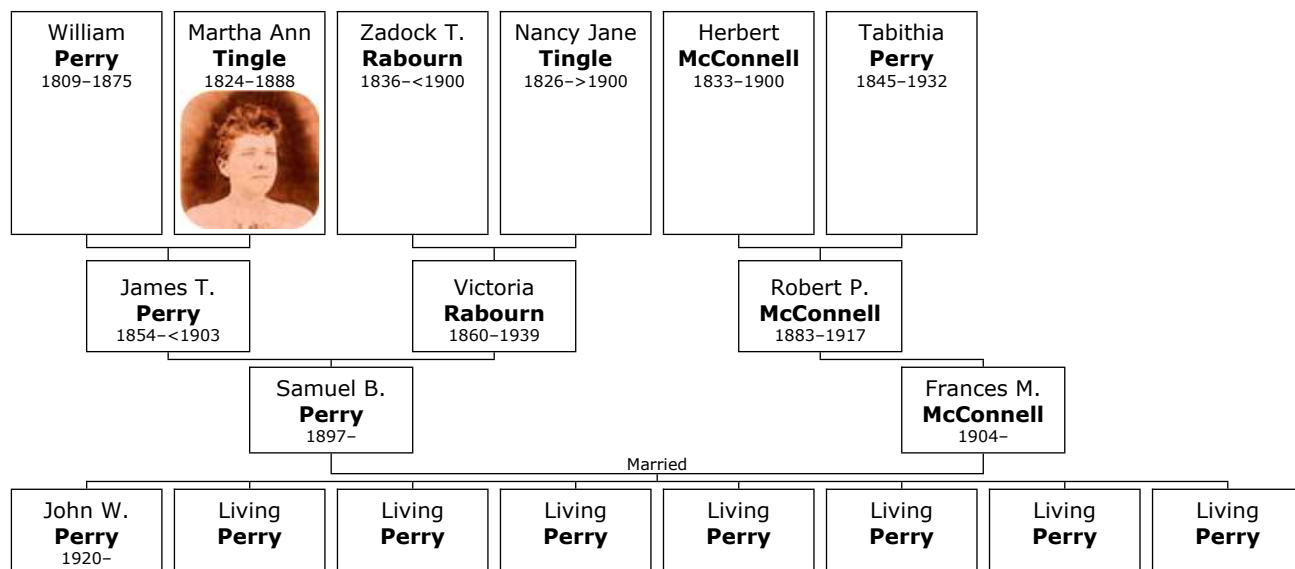 William
Perry
1809–1875
Martha Ann
Tingle
1824–1888
Zadock T.
Rabourn
1836–<1900
Nancy Jane
Tingle
1826–>1900
Herbert
McConnell
1833–1900
Tabithia
Perry
1845–1932
James T.
Perry
1854–<1903
Victoria
Rabourn
1860–1939
Robert P.
McConnell
1883–1917
Samuel B.
Perry
1897–
Frances M.
McConnell
1904–
Married
John W.
Perry
1920–
Living
Perry
Living
Perry
Living
Perry
Living
Perry
Living
Perry
Living
Perry
Living
Perry